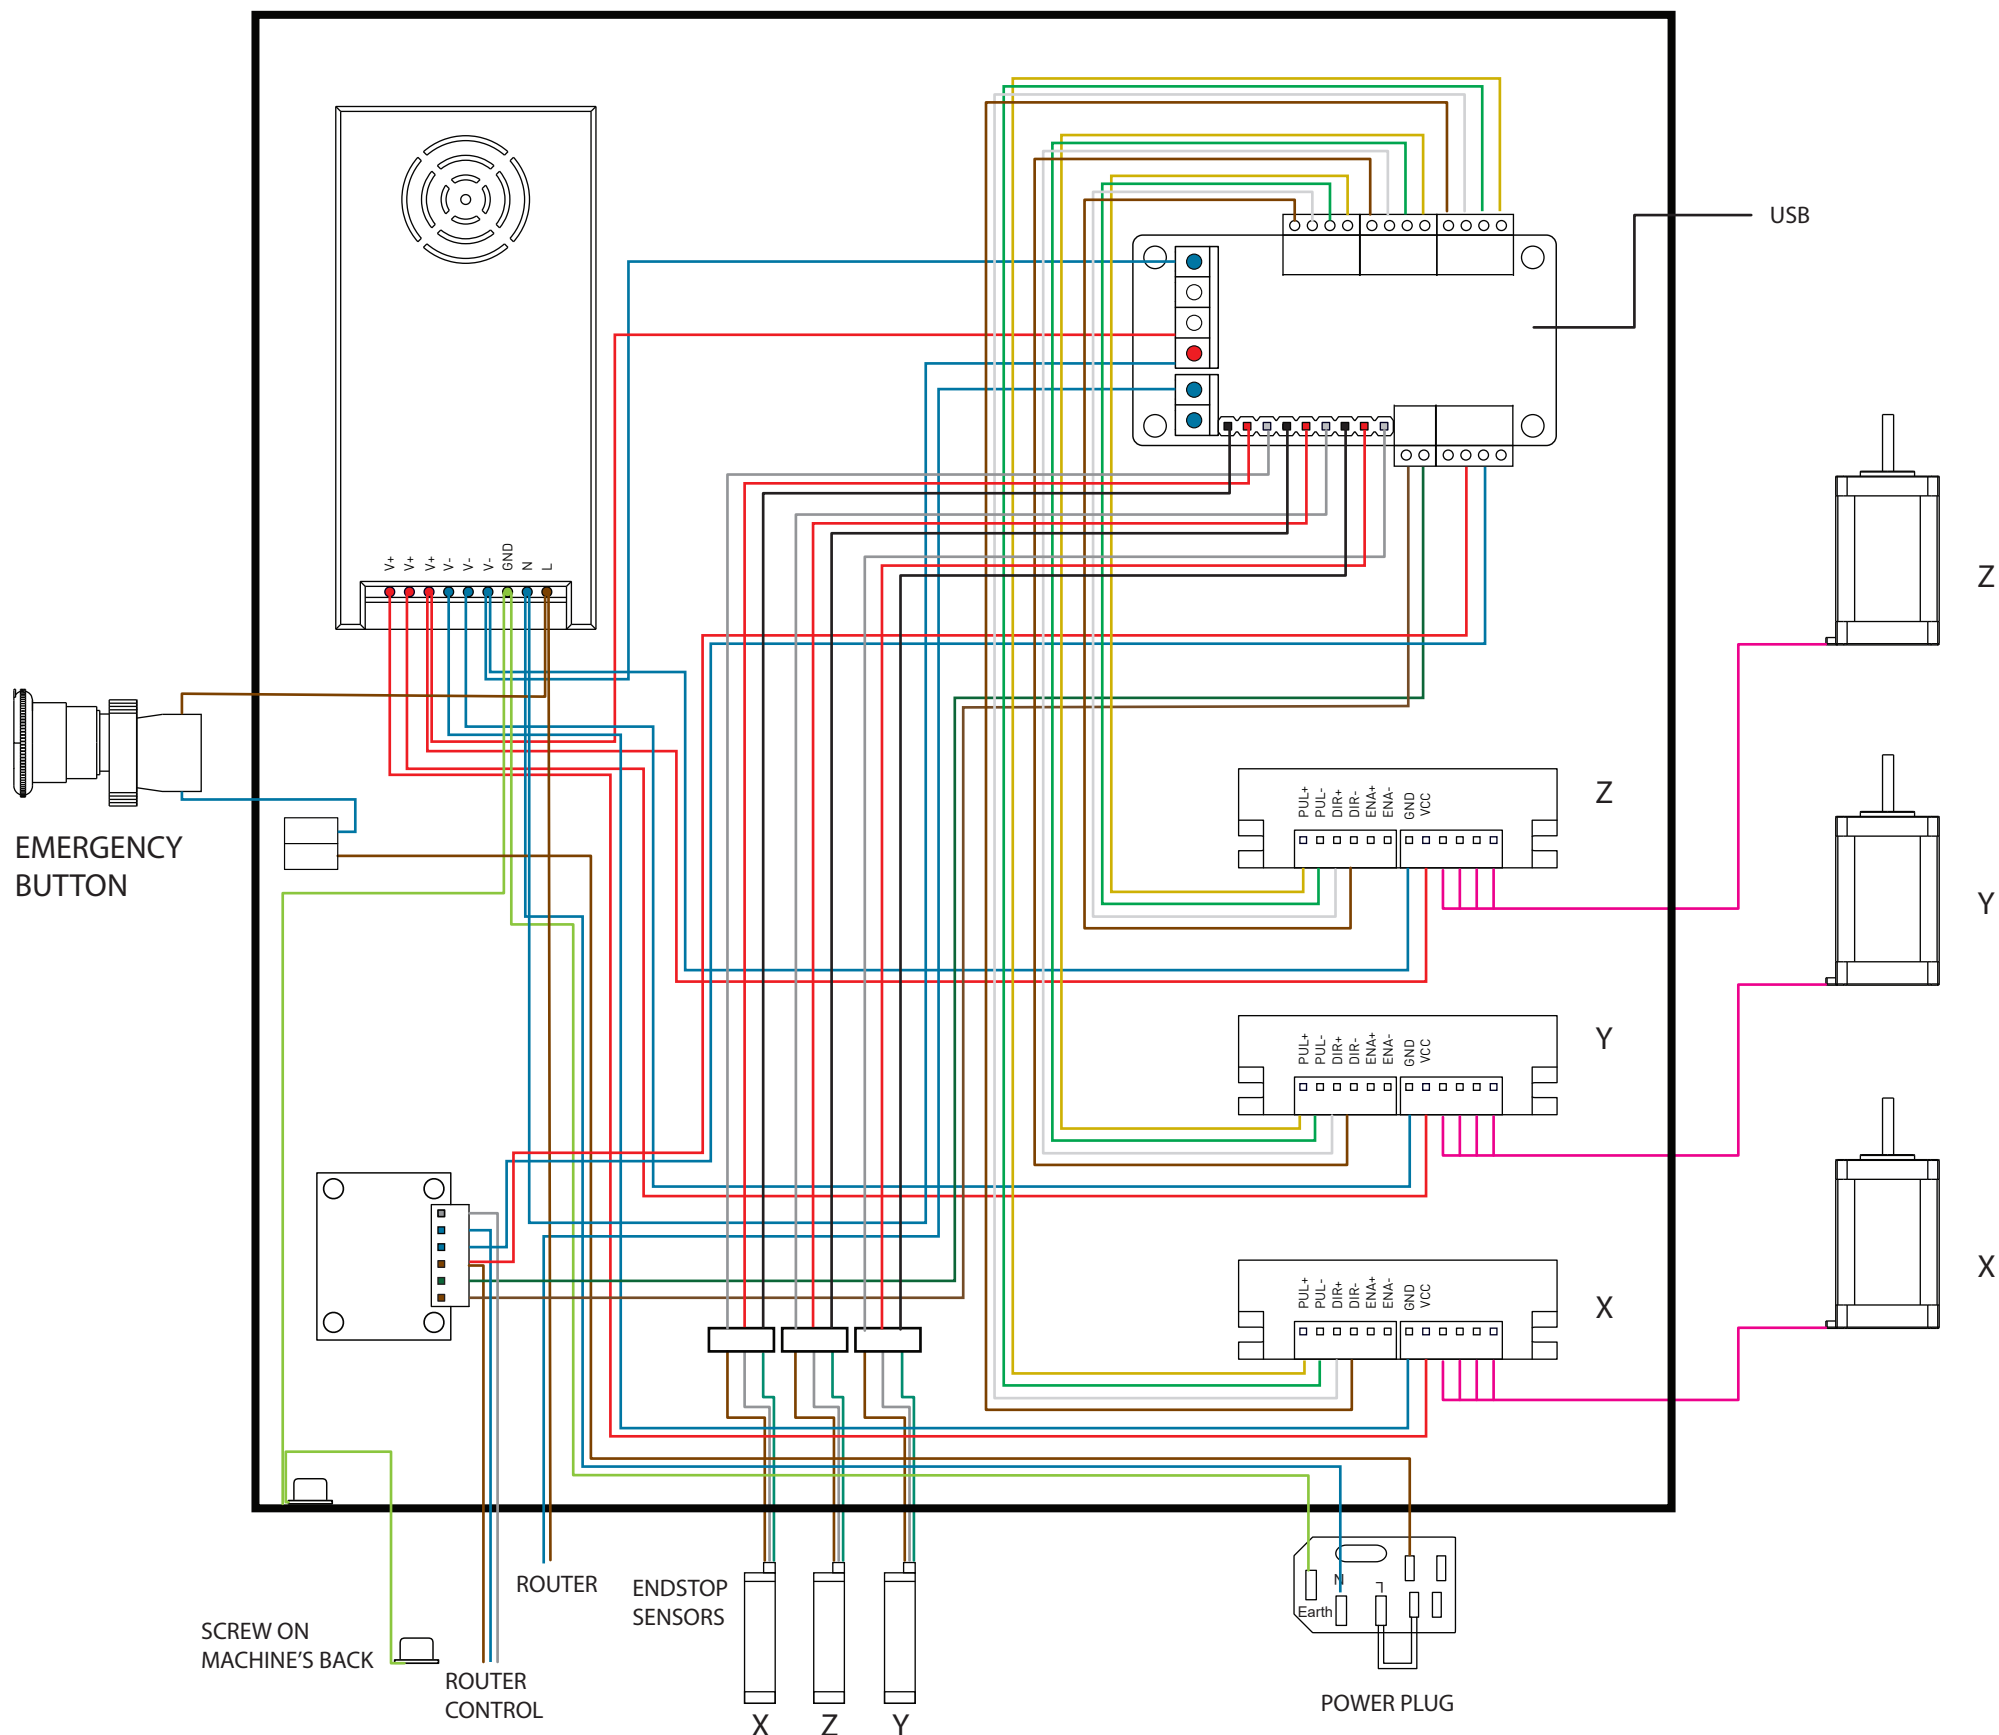 USB
V+
V+
V+
V-
V-
V-
GND
N
L
Z
EMERGENCY
BUTTON
PUL+
PUL-
DIR+
DIR-
ENA+
ENA-
GND
VCC
Z
Y
PUL+
PUL-
DIR+
DIR-
ENA+
ENA-
GND
VCC
Y
PUL+
PUL-
DIR+
DIR-
ENA+
ENA-
GND
VCC
X
X
ROUTER
ENDSTOP
SENSORS
N
L
Earth
SCREW ON
MACHINE'S BACK
ROUTER
CONTROL
POWER PLUG
X
Z
Y